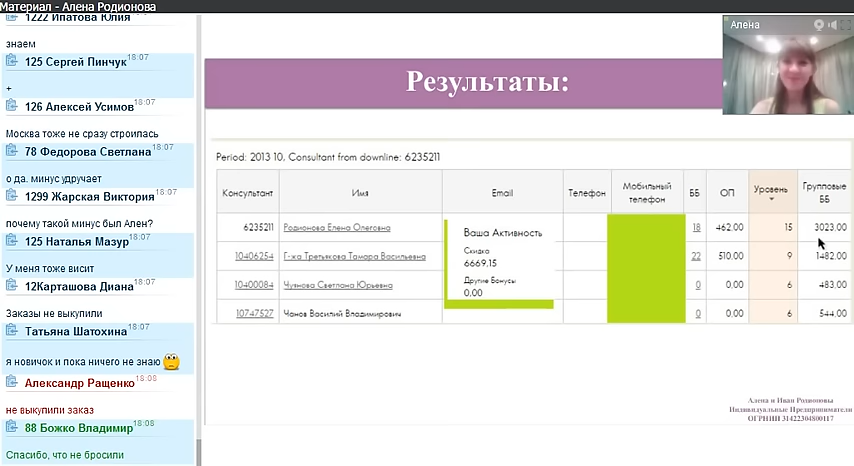 Материал - Алена Родионова
1222 Ипатова Юлия
знаем
125 Сергей Пинчук 18:07
+
126 Алексей Усимов 18:07
Москва тоже не сразу строилась
78 Федорова Светлана 18:07
о да. минус удручает
1299 Жарская Виктория 18:07
почему такой минус был Ален?
125 Наталья Мазур 18:07
У меня тоже висит
12Карташова Диана 18:07
Заказы не выкупили
Татьяна Шатохина 18:07
я новичок и пока ничего не знаю
Александр Ращенко 18:08
не выкупили заказ
88 Божко Владимир 18:08
Спасибо, что не бросили
Алена
Результаты:
Period: 2013 10, Consultant from downline: 6235211
Консультант Имя Email Телефон Мобильный телефон ББ ОП Уровень Групповые ББ
6235211 Родионова Елена Олеговна 18 462.00 15 3023.00
10406254 Г-жа Третьякова Тамара Васильевна 22 510.00 9 1482.00
10400084 Чуянова Светлана Юрьевна 0 0.00 6 483.00
10747527 Чанов Василий Владимирович 0 0.00 6 544.00
Ваша Активность
Скидка
6669,15
Другие Бонусы
0,00
Алена и Иван Родионовы
Индивидуальные Предприниматели
ОГРНИП 31422304800117